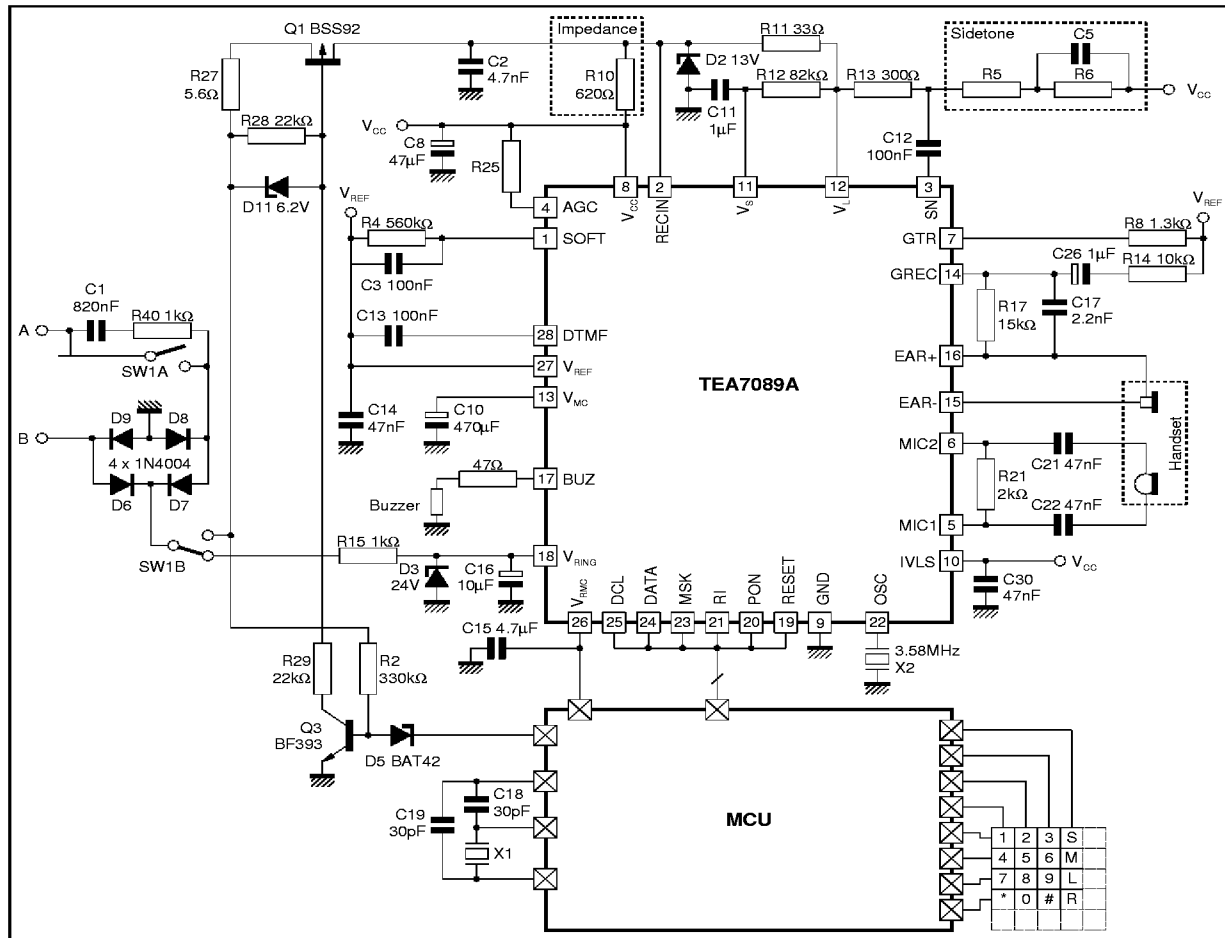 Q1 BSS92
R27
5.6Ω
R28 22kΩ
D11 6.2V
C2
4.7nF
Impedance
R10
620Ω
D2 13V
R11 33Ω
R12 82kΩ
R13 300Ω
C11
1µF
Sidetone
C5
R5
R6
VCC
C12
100nF
VCC
C8
47µF
R25
VREF
R4 560kΩ
C3 100nF
C13 100nF
C14
47nF
C10
470µF
47Ω
Buzzer
8
2
11
12
3
VCC
RECIN
VS
VL
SN
4 AGC
1 SOFT
28 DTMF
27 VREF
13 VMC
17 BUZ
18 VRING
TEA7089A
GTR 7
GREC 14
EAR+ 16
EAR- 15
MIC2 6
MIC1 5
IVLS 10
VREF
R8 1.3kΩ
C26 1µF
R14 10kΩ
R17
15kΩ
C17
2.2nF
Handset
C21 47nF
R21
2kΩ
C22 47nF
VCC
C30
47nF
C1
820nF
R40 1kΩ
A
SW1A
B
D9
D8
4 x 1N4004
D6
D7
SW1B
R15 1kΩ
D3
24V
C16
10µF
VRMC
DCL
DATA
MSK
RI
PON
RESET
GND
OSC
26
25
24
23
21
20
19
9
22
C15 4.7µF
3.58MHz
X2
R29
22kΩ
R2
330kΩ
Q3
BF393
D5 BAT42
C19
30pF
C18
30pF
X1
MCU
1 2 3 S
4 5 6 M
7 8 9 L
* 0 # R